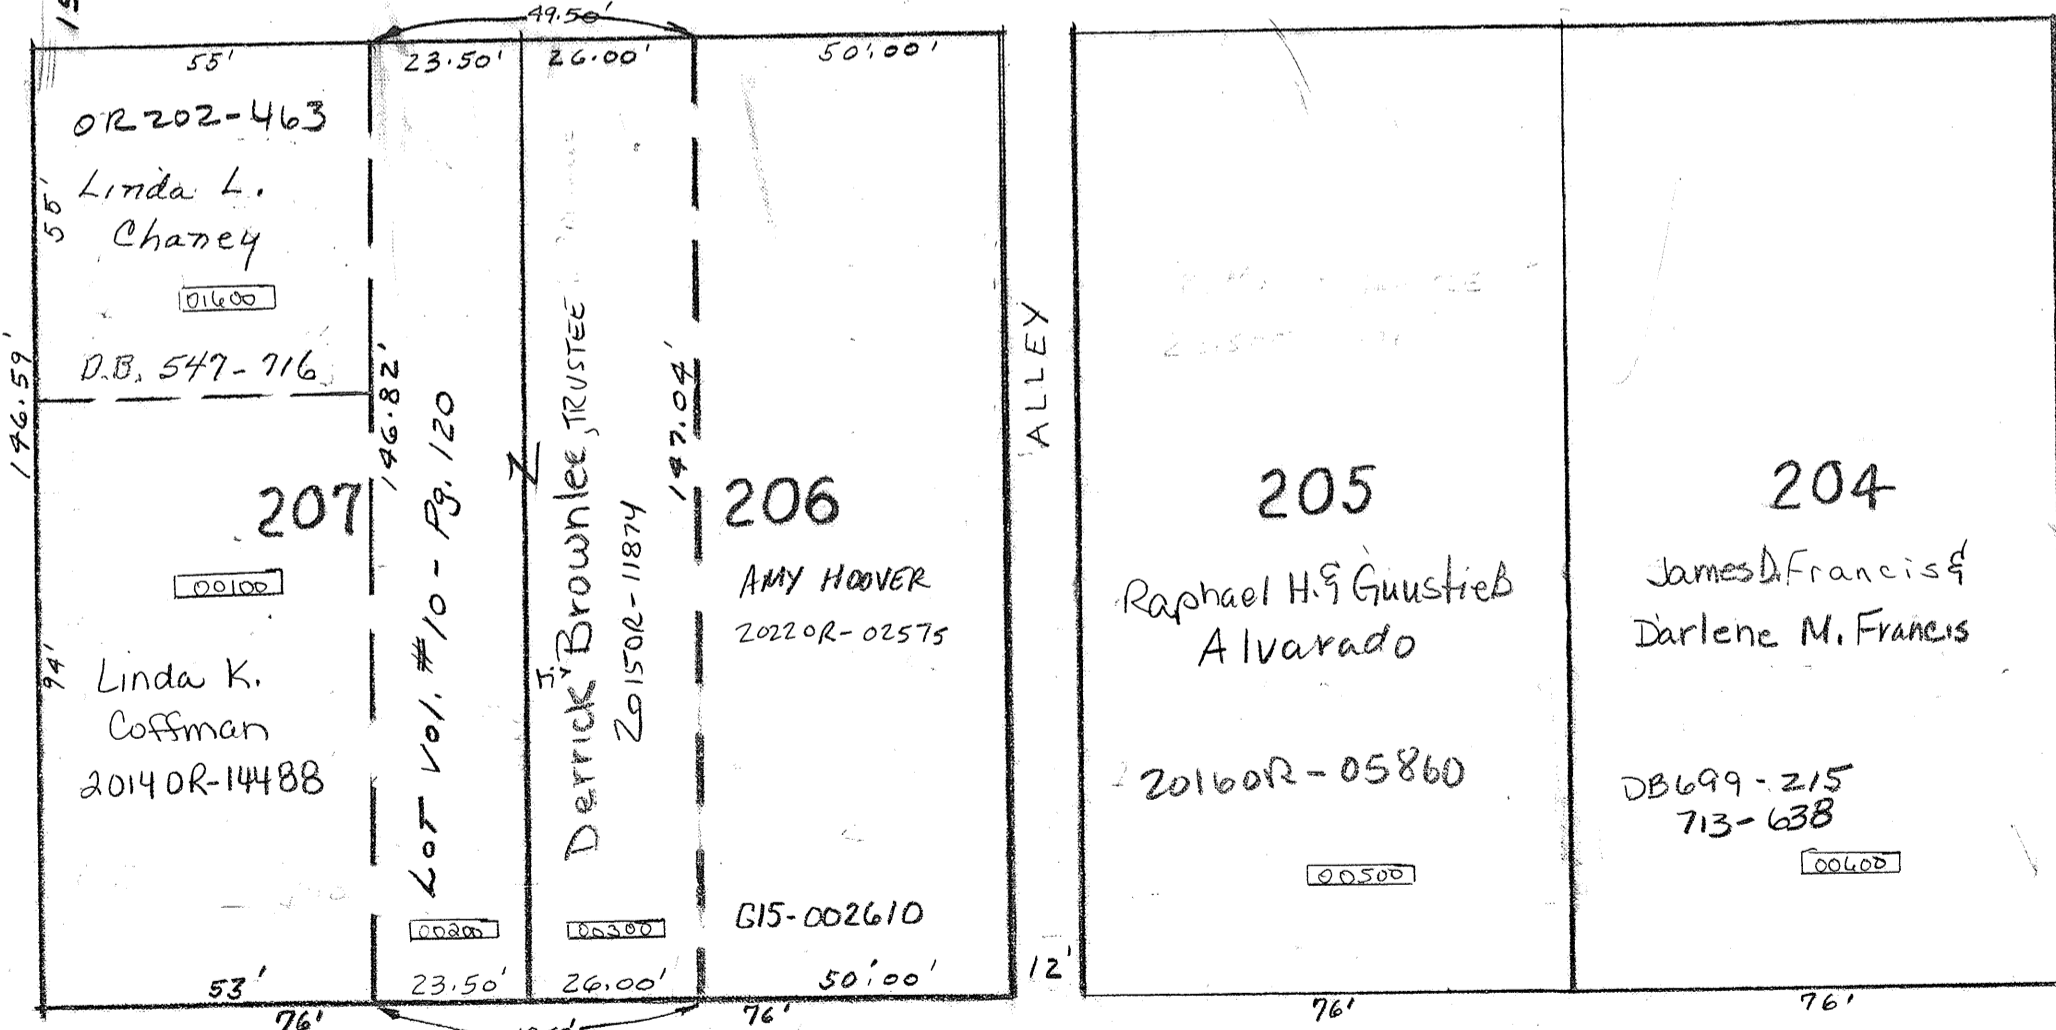 49.50'
55'
23.50'
26.00'
50.00'
OR 202-463
Linda L.
Chaney
55'
01600
D.B. 547-716
146.59'
146.82'
147.04'
207
00100
94'
Linda K.
Coffman
2014OR-14488
53'
76'
LOT VOL. #10 - Pg. 120
00200
23.50'
Z
Derrick Brownlee, TRUSTEE
2015OR-11874
00300
26.00'
206
AMY HOOVER
2022OR-02575
G15-002610
50.00'
76'
ALLEY
12'
205
Raphael H. &
Alvarado
2016OR-05860
00500
76'
204
James D. Francis &
Darlene M. Francis
DB699-215
713-638
00600
76'